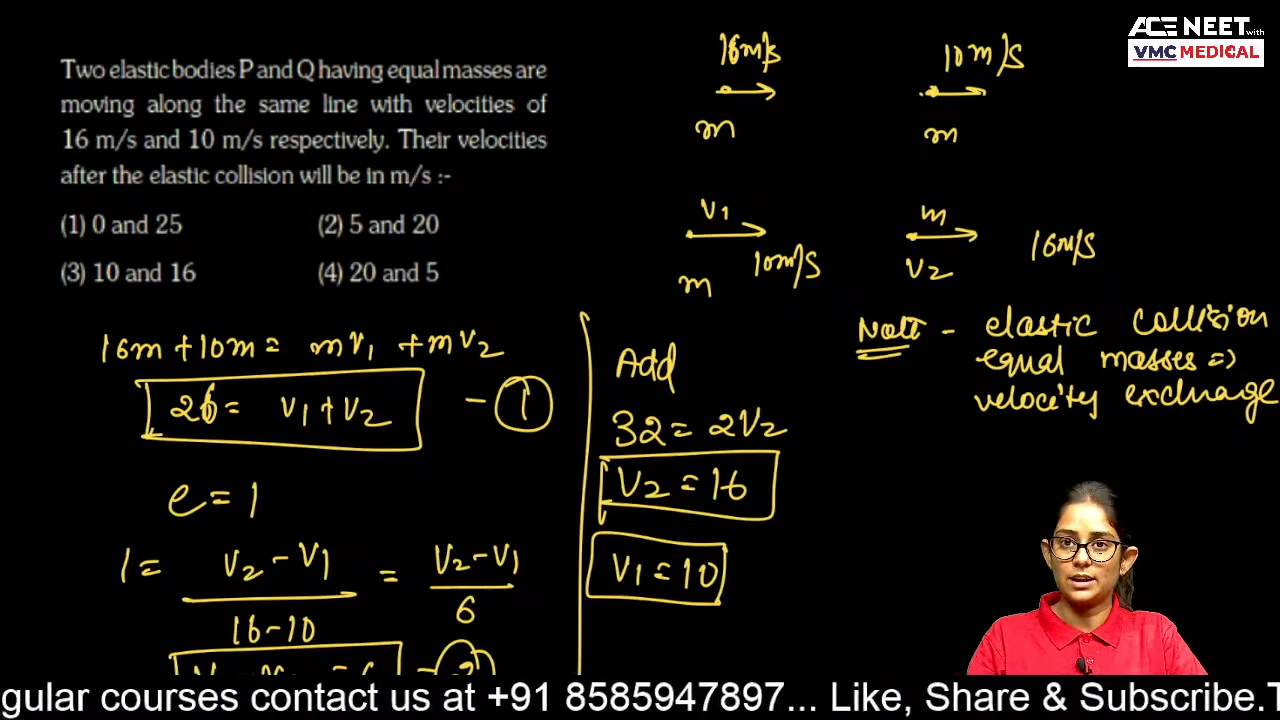 ACE NEET with
VMC MEDICAL
Two elastic bodies P and Q having equal masses are
moving along the same line with velocities of
16 m/s and 10 m/s respectively. Their velocities
after the elastic collision will be in m/s :-
(1) 0 and 25
(2) 5 and 20
(3) 10 and 16
(4) 20 and 5
16m/s
10m/s
m
m
V1
m
10m/s
m
V2
16m/s
16m + 10m = mV1 + mV2
26 = V1 + V2 - 1
e = 1
1 = V2 - V1 / 16 - 10 = V2 - V1 / 6
Add
32 = 2V2
V2 = 16
V1 = 10
Note - elastic collision
equal masses =>
velocity exchange
gular courses contact us at +91 8585947897... Like, Share & Subscribe.T